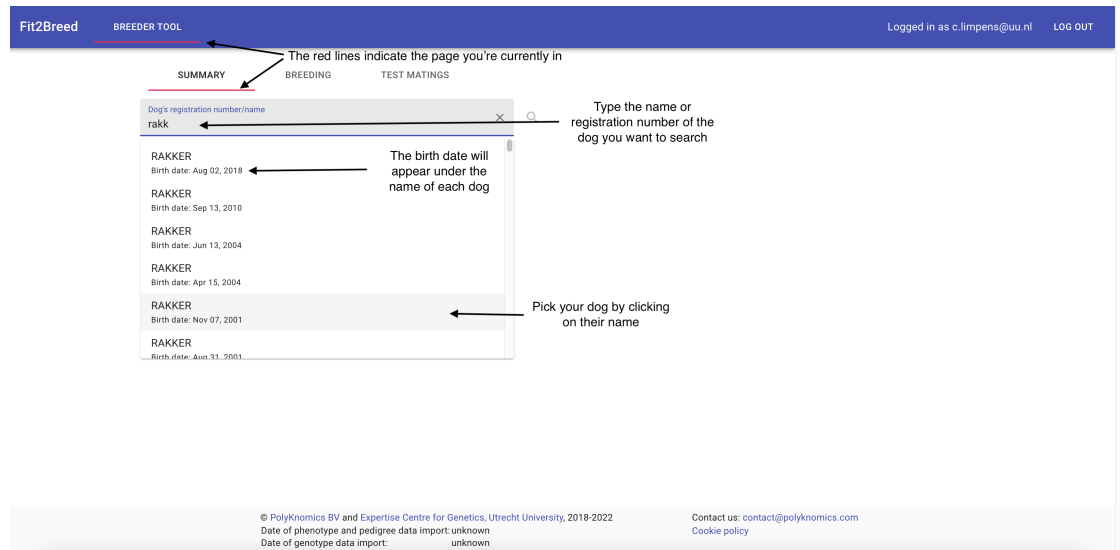 Fit2Breed BREEDER TOOL Logged in as c.limpens@uu.nl LOG OUT
The red lines indicate the page you're currently in
SUMMARY BREEDING TEST MATINGS
Dog's registration number/name
rakk
Type the name or
registration number of the
dog you want to search
RAKKER
Birth date: Aug 02, 2018
The birth date will
appear under the
name of each dog
RAKKER
Birth date: Sep 13, 2010
RAKKER
Birth date: Jun 13, 2004
RAKKER
Birth date: Apr 15, 2004
RAKKER
Birth date: Nov 07, 2001
Pick your dog by clicking
on their name
RAKKER
Birth date: Aug 31, 2001
© PolyKnomics BV and Expertise Centre for Genetics, Utrecht University, 2018-2022
Date of phenotype and pedigree data import: unknown
Date of genotype data import: unknown
Contact us: contact@polyknomics.com
Cookie policy